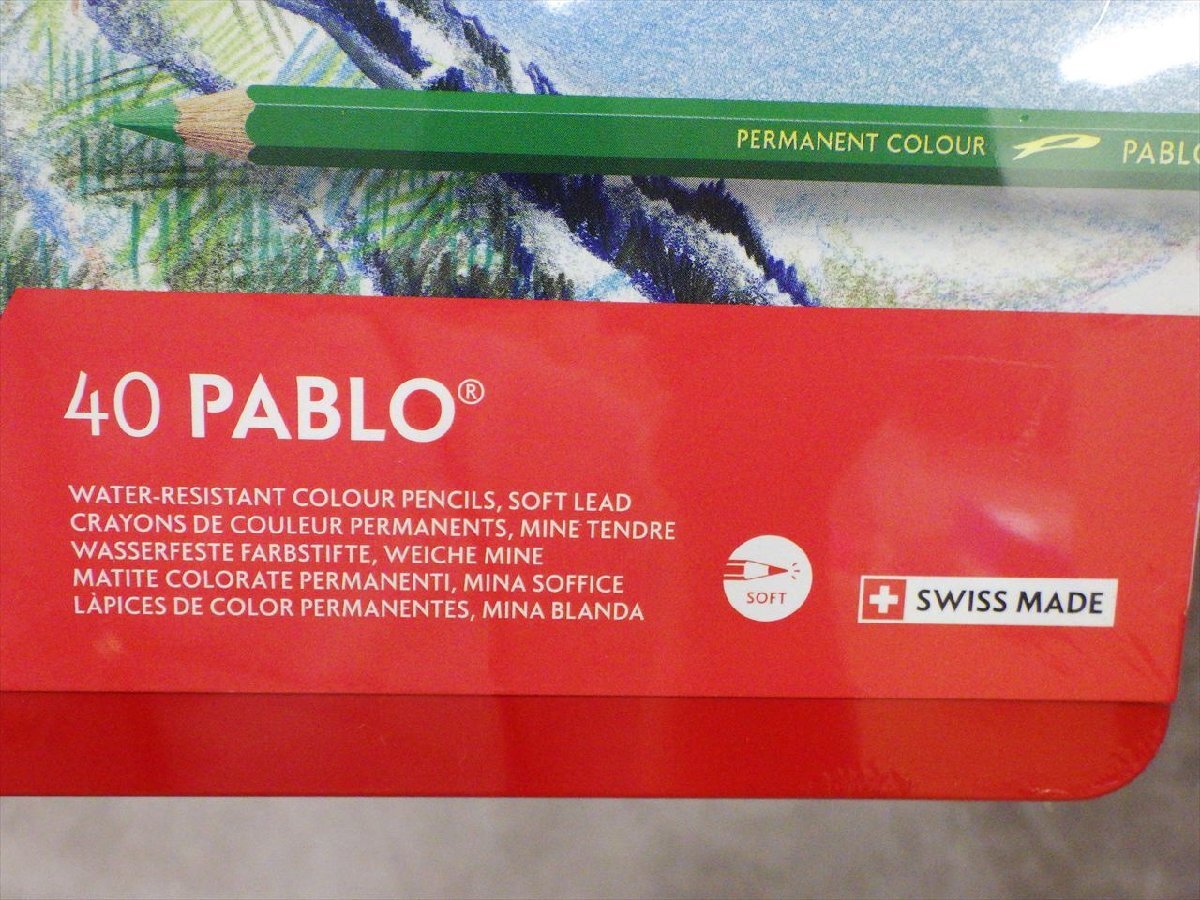 PERMANENT COLOUR PABLO
40 PABLO®
WATER-RESISTANT COLOUR PENCILS, SOFT LEAD
CRAYONS DE COULEUR PERMANENTS, MINE TENDRE
WASSERFESTE FARBSTIFTE, WEICHE MINE
MATITE COLORATE PERMANENTI, MINA SOFFICE
LÀPICES DE COLOR PERMANENTES, MINA BLANDA
SOFT
SWISS MADE